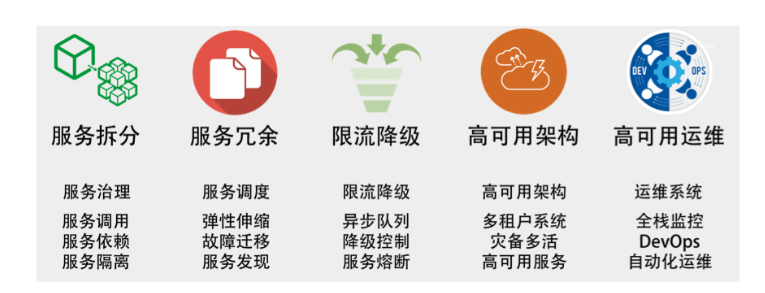 DEV OPS
服务拆分 服务冗余 限流降级 高可用架构 高可用运维
服务治理 服务调度 限流降级 高可用架构 运维系统
服务调用 弹性伸缩 异步队列 多租户系统 全栈监控
服务依赖 故障迁移 降级控制 灾备多活 DevOps
服务隔离 服务发现 服务熔断 高可用服务 自动化运维